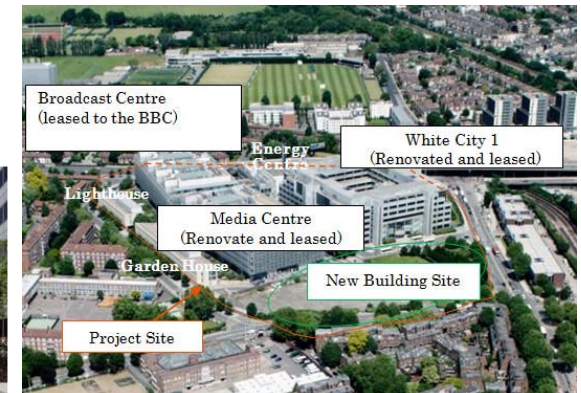 Broadcast Centre
(leased to the BBC)
Energy
Centre
White City 1
(Renovated and leased)
Lighthouse
Media Centre
(Renovate and leased)
Garden House
New Building Site
Project Site